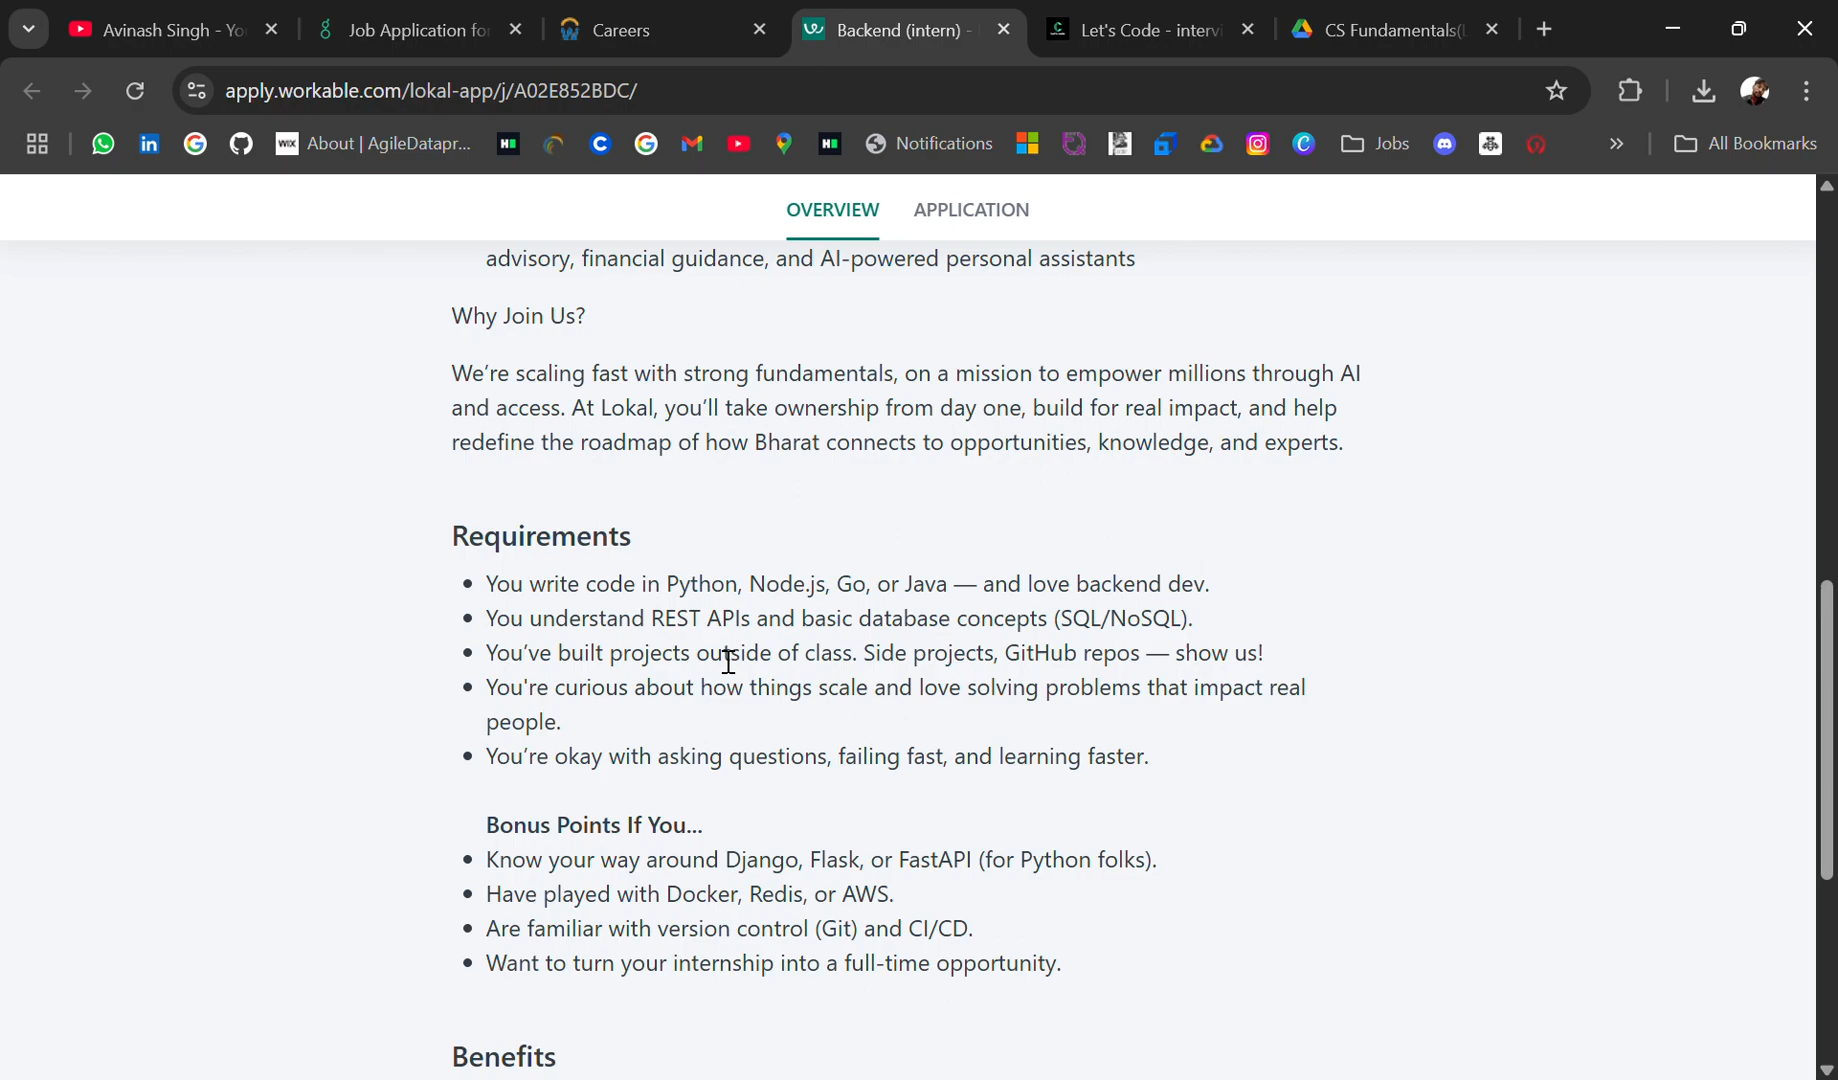 Avinash Singh - Yo
Job Application fo
Careers
Backend (intern) -
Let's Code - intervi
CS Fundamentals(
apply.workable.com/lokal-app/j/A02E852BDC/
WIX About | AgileDatapr...
Notifications
Jobs
All Bookmarks
OVERVIEW APPLICATION
advisory, financial guidance, and AI-powered personal assistants
Why Join Us?
We’re scaling fast with strong fundamentals, on a mission to empower millions through AI
and access. At Lokal, you’ll take ownership from day one, build for real impact, and help
redefine the roadmap of how Bharat connects to opportunities, knowledge, and experts.
Requirements
• You write code in Python, Node.js, Go, or Java — and love backend dev.
• You understand REST APIs and basic database concepts (SQL/NoSQL).
• You’ve built projects outside of class. Side projects, GitHub repos — show us!
• You're curious about how things scale and love solving problems that impact real
people.
• You’re okay with asking questions, failing fast, and learning faster.
Bonus Points If You...
• Know your way around Django, Flask, or FastAPI (for Python folks).
• Have played with Docker, Redis, or AWS.
• Are familiar with version control (Git) and CI/CD.
• Want to turn your internship into a full-time opportunity.
Benefits